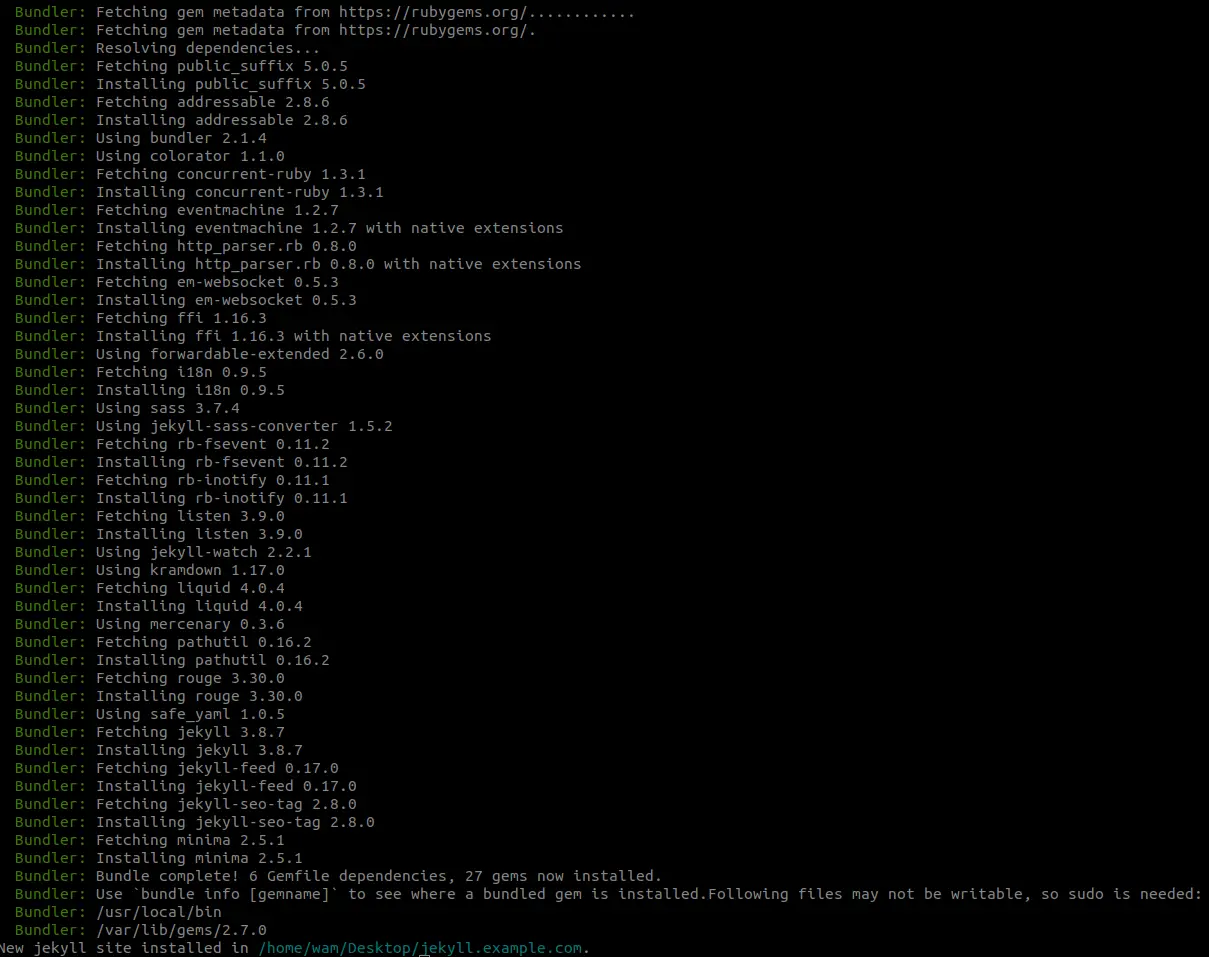 Bundler: Fetching gem metadata from https://rubygems.org/............
Bundler: Fetching gem metadata from https://rubygems.org/.
Bundler: Resolving dependencies...
Bundler: Fetching public_suffix 5.0.5
Bundler: Installing public_suffix 5.0.5
Bundler: Fetching addressable 2.8.6
Bundler: Installing addressable 2.8.6
Bundler: Using bundler 2.1.4
Bundler: Using colorator 1.1.0
Bundler: Fetching concurrent-ruby 1.3.1
Bundler: Installing concurrent-ruby 1.3.1
Bundler: Fetching eventmachine 1.2.7
Bundler: Installing eventmachine 1.2.7 with native extensions
Bundler: Fetching http_parser.rb 0.8.0
Bundler: Installing http_parser.rb 0.8.0 with native extensions
Bundler: Fetching em-websocket 0.5.3
Bundler: Installing em-websocket 0.5.3
Bundler: Fetching ffi 1.16.3
Bundler: Installing ffi 1.16.3 with native extensions
Bundler: Using forwardable-extended 2.6.0
Bundler: Fetching i18n 0.9.5
Bundler: Installing i18n 0.9.5
Bundler: Using sass 3.7.4
Bundler: Using jekyll-sass-converter 1.5.2
Bundler: Fetching rb-fsevent 0.11.2
Bundler: Installing rb-fsevent 0.11.2
Bundler: Fetching rb-inotify 0.11.1
Bundler: Installing rb-inotify 0.11.1
Bundler: Fetching listen 3.9.0
Bundler: Installing listen 3.9.0
Bundler: Using jekyll-watch 2.2.1
Bundler: Using kramdown 1.17.0
Bundler: Fetching liquid 4.0.4
Bundler: Installing liquid 4.0.4
Bundler: Using mercenary 0.3.6
Bundler: Fetching pathutil 0.16.2
Bundler: Installing pathutil 0.16.2
Bundler: Fetching rouge 3.30.0
Bundler: Installing rouge 3.30.0
Bundler: Using safe_yaml 1.0.5
Bundler: Fetching jekyll 3.8.7
Bundler: Installing jekyll 3.8.7
Bundler: Fetching jekyll-feed 0.17.0
Bundler: Installing jekyll-feed 0.17.0
Bundler: Fetching jekyll-seo-tag 2.8.0
Bundler: Installing jekyll-seo-tag 2.8.0
Bundler: Fetching minima 2.5.1
Bundler: Installing minima 2.5.1
Bundler: Bundle complete! 6 Gemfile dependencies, 27 gems now installed.
Bundler: Use `bundle info [gemname]` to see where a bundled gem is installed.Following files may not be writable, so sudo is needed:
Bundler: /usr/local/bin
Bundler: /var/lib/gems/2.7.0
New jekyll site installed in /home/wam/Desktop/jekyll.example.com.